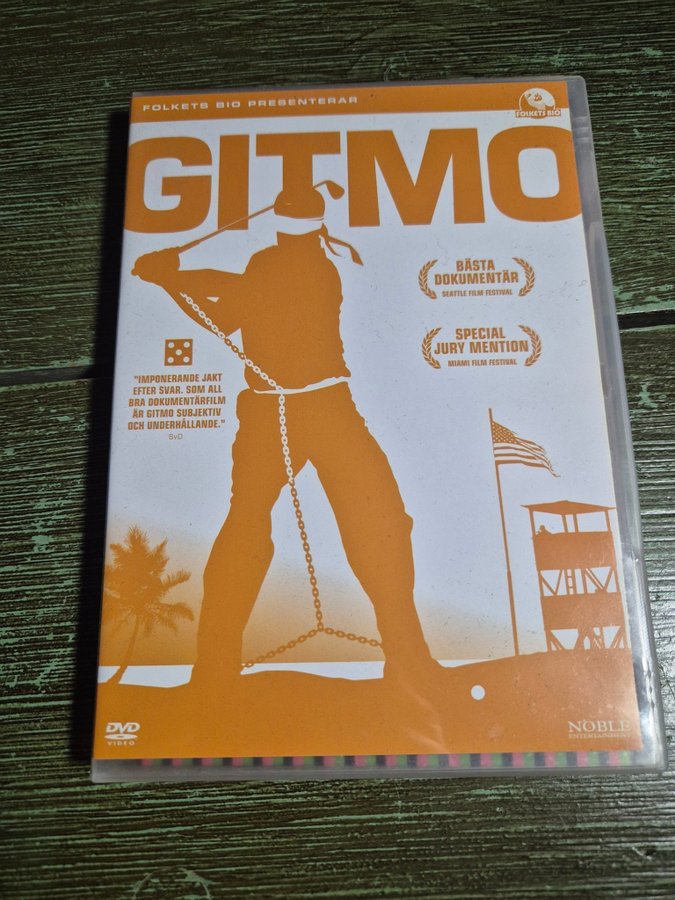 FOLKETS BIO PRESENTERAR
FOLKETS BIO
GITMO
BÄSTA
DOKUMENTÄR
SEATTLE FILM FESTIVAL
SPECIAL
JURY MENTION
MIAMI FILM FESTIVAL
"IMPONERANDE JAKT
EFTER SVAR. SOM ALL
BRA DOKUMENTÄRFILM
ÄR GITMO SUBJEKTIV
OCH UNDERHÅLLANDE."
SvD
DVD
VIDEO
NOBLE
ENTERTAINMENT